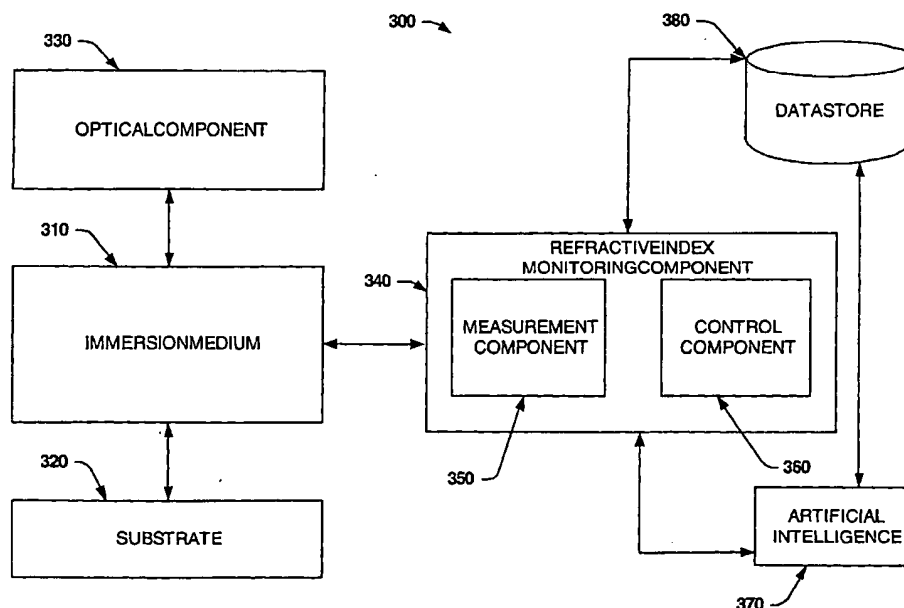 300
330
OPTICALCOMPONENT
380
DATASTORE
310
IMMERSIONMEDIUM
340
REFRACTIVEINDEX
MONITORINGCOMPONENT
MEASUREMENT
COMPONENT
CONTROL
COMPONENT
350
360
320
SUBSTRATE
ARTIFICIAL
INTELLIGENCE
370